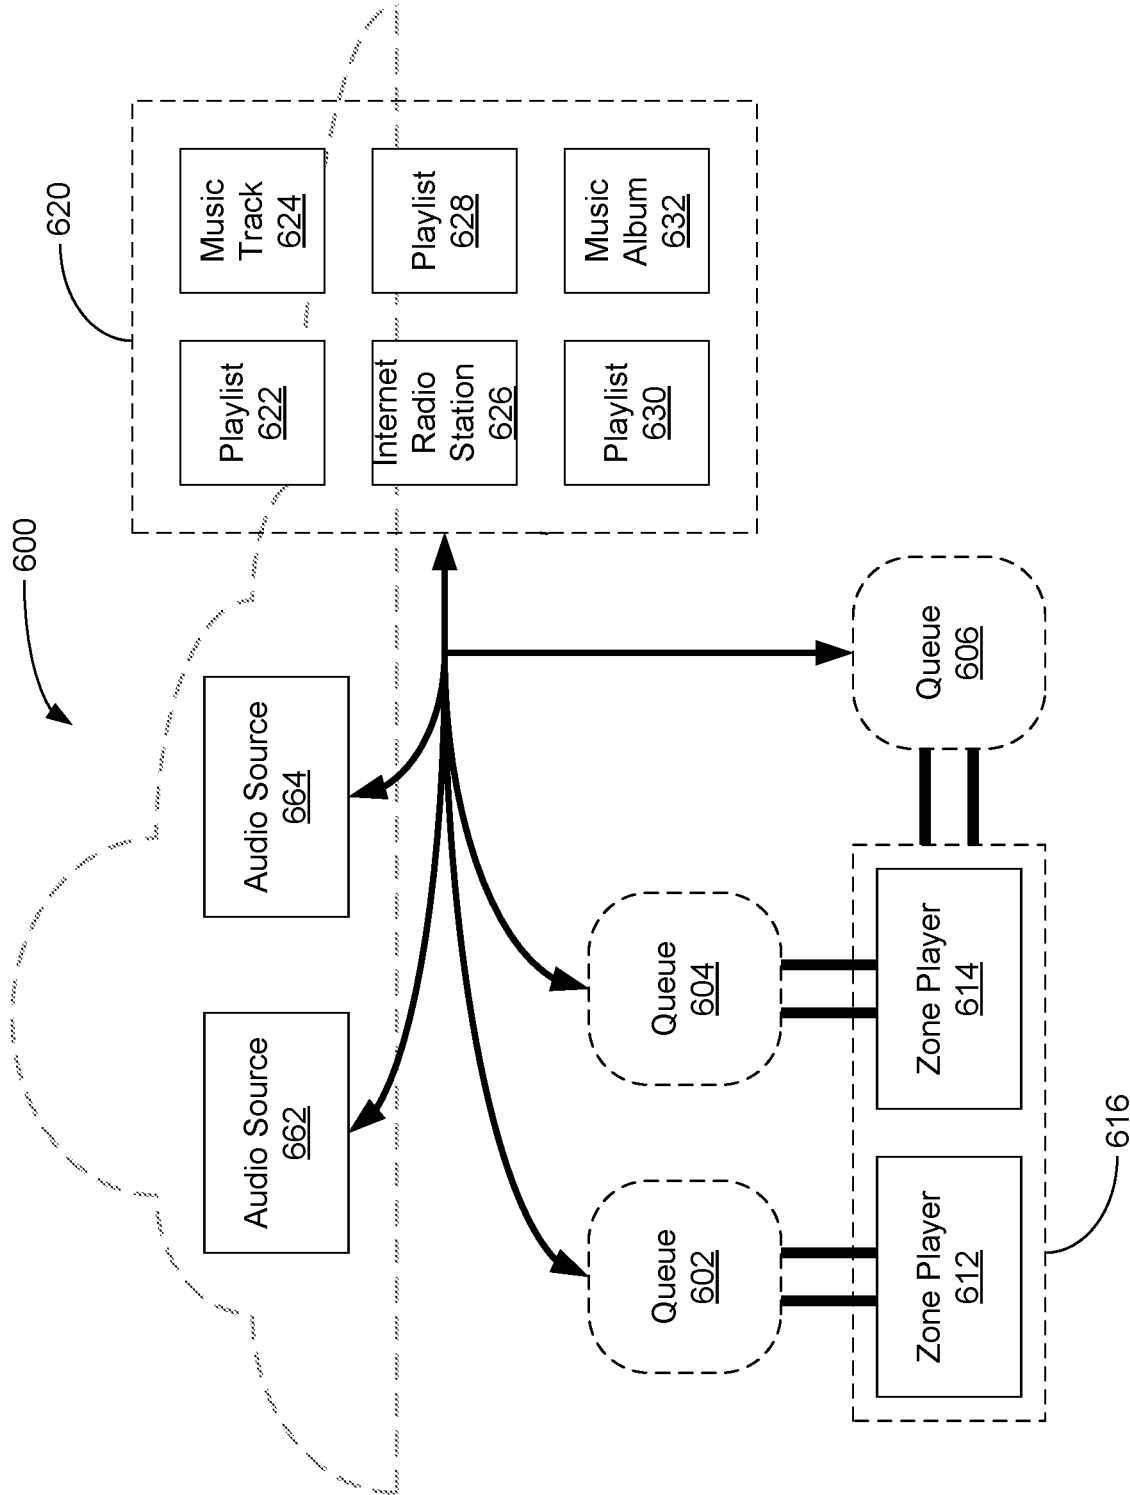 600
620
Audio Source
662
Audio Source
664
Playlist
622
Music
Track
624
Internet
Radio
Station
626
Playlist
628
Playlist
630
Music
Album
632
Queue
602
Queue
604
Queue
606
Zone Player
612
Zone Player
614
616